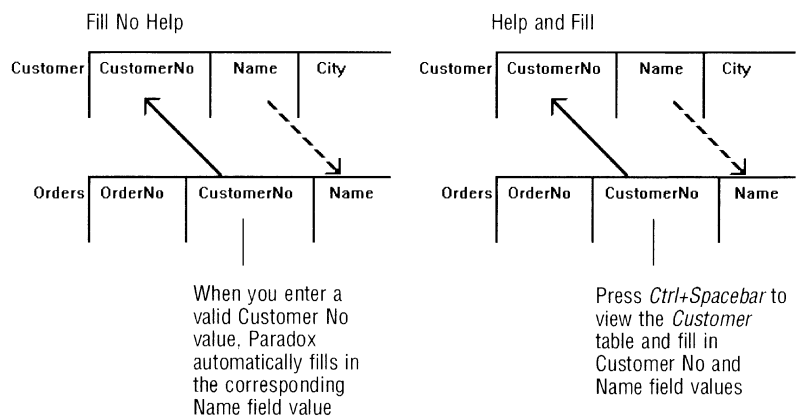 Fill No Help
Customer CustomerNo Name City
Orders OrderNo CustomerNo Name
When you enter a
valid Customer No
value, Paradox
automatically fills in
the corresponding
Name field value
Help and Fill
Customer CustomerNo Name City
Orders OrderNo CustomerNo Name
Press Ctrl+Spacebar to
view the Customer
table and fill in
Customer No and
Name field values